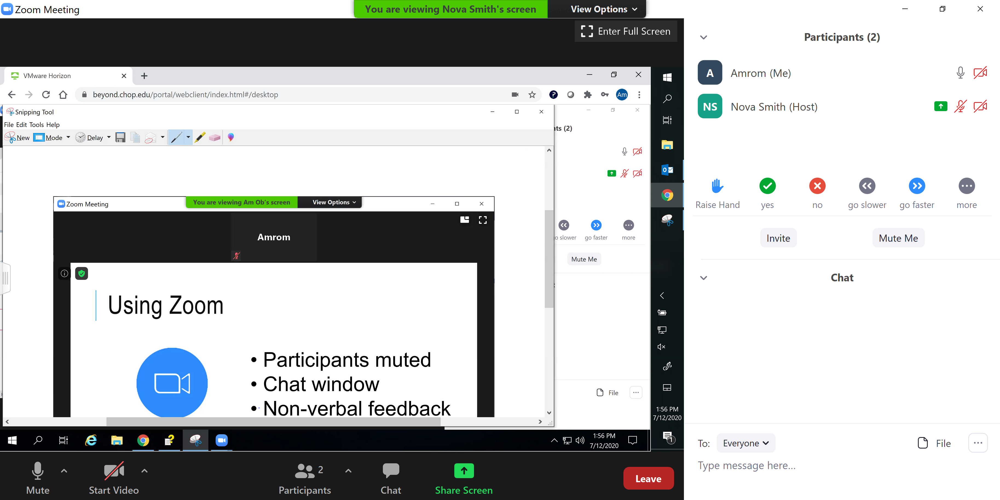 Zoom Meeting
You are viewing Nova Smith's screen
View Options
Enter Full Screen
VMware Horizon
beyond.chop.edu/portal/webclient/index.html#/desktop
Am
Snipping Tool
File Edit Tools Help
New Mode Delay
nts (2)
Zoom Meeting
You are viewing Am Ob's screen
View Options
Amrom
Using Zoom
• Participants muted
• Chat window
• Non-verbal feedback
o slower go faster more
Mute Me
File
1:56 PM
7/12/2020
1
1:56 PM
7/12/2020
Mute
Start Video
2
Participants
Chat
Share Screen
Leave
Participants (2)
A Amrom (Me)
NS Nova Smith (Host)
Raise Hand yes no go slower go faster more
Invite Mute Me
Chat
To: Everyone File
Type message here...